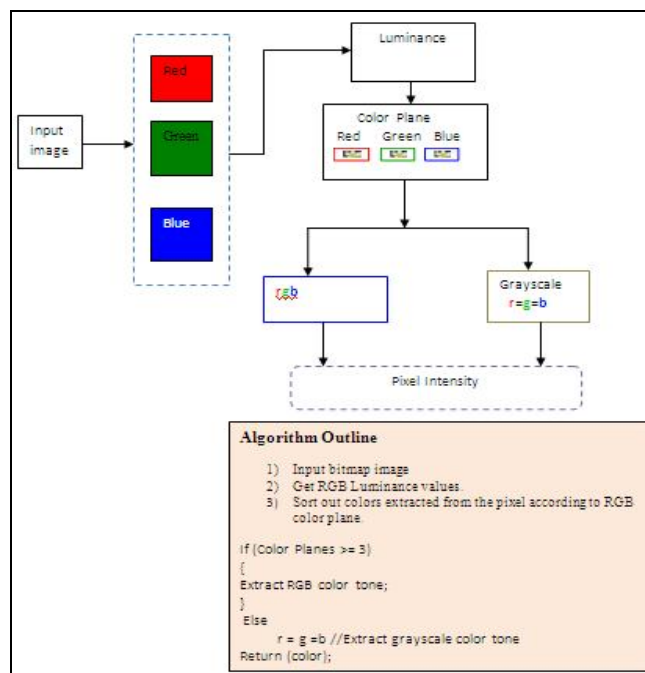 Luminance
Red
Input
image
Green
Blue
Color Plane
Red Green Blue
rgb
Grayscale
r=g=b
Pixel Intensity
Algorithm Outline
1) Input bitmap image
2) Get RGB Luminance values.
3) Sort out colors extracted from the pixel according to RGB
color plane.
If (Color Planes >= 3)
{
Extract RGB color tone;
}
Else
r = g =b //Extract grayscale color tone
Return (color);